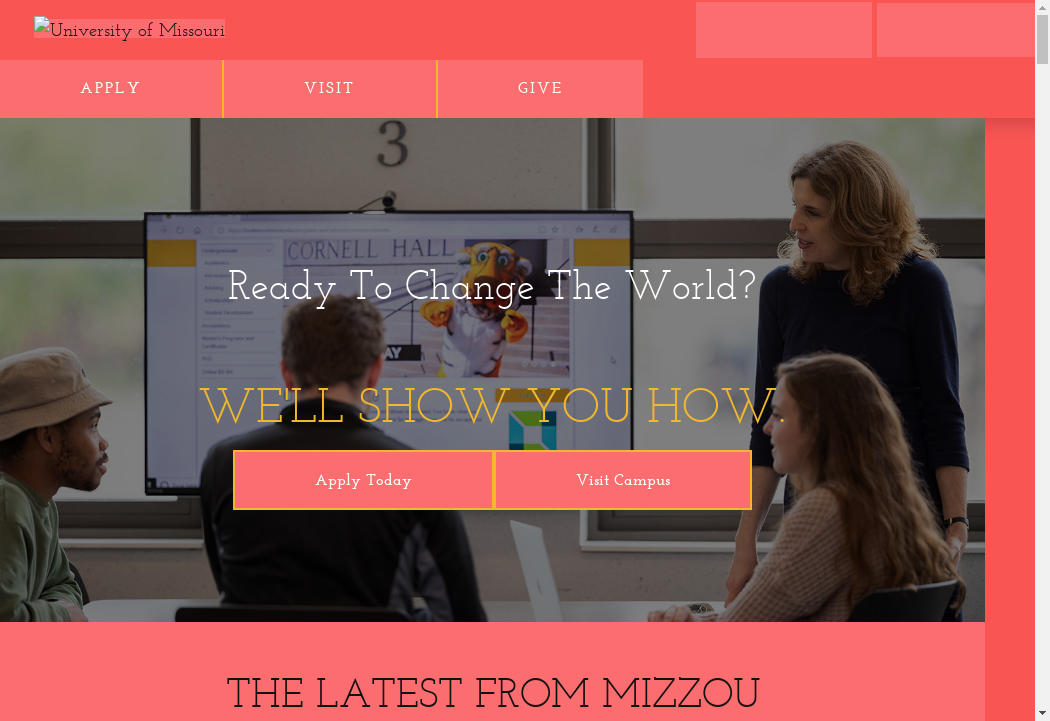 University of Missouri
APPLY
VISIT
GIVE
3
CORNELL HALL
Ready To Change The World?
WE'LL SHOW YOU HOW.
Apply Today
Visit Campus
THE LATEST FROM MIZZOU